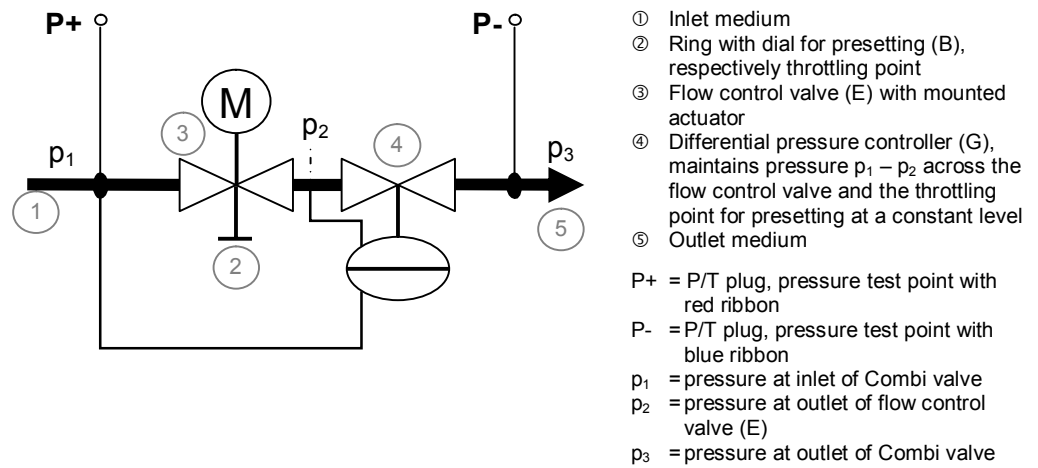 P+
P-
M
3
p₂
4
p₁
p₃
1
2
5
① Inlet medium
② Ring with dial for presetting (B),
respectively throttling point
③ Flow control valve (E) with mounted
actuator
④ Differential pressure controller (G),
maintains pressure p₁ – p₂ across the
flow control valve and the throttling
point for presetting at a constant level
⑤ Outlet medium
P+ = P/T plug, pressure test point with
red ribbon
P- = P/T plug, pressure test point with
blue ribbon
p₁ = pressure at inlet of Combi valve
p₂ = pressure at outlet of flow control
valve (E)
p₃ = pressure at outlet of Combi valve